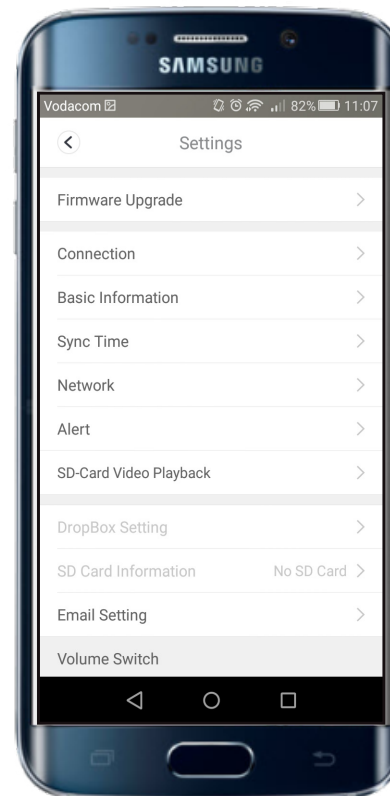 SAMSUNG
Vodacom 82% 11:07
Settings
Firmware Upgrade
Connection
Basic Information
Sync Time
Network
Alert
SD-Card Video Playback
DropBox Setting
SD Card Information No SD Card
Email Setting
Volume Switch